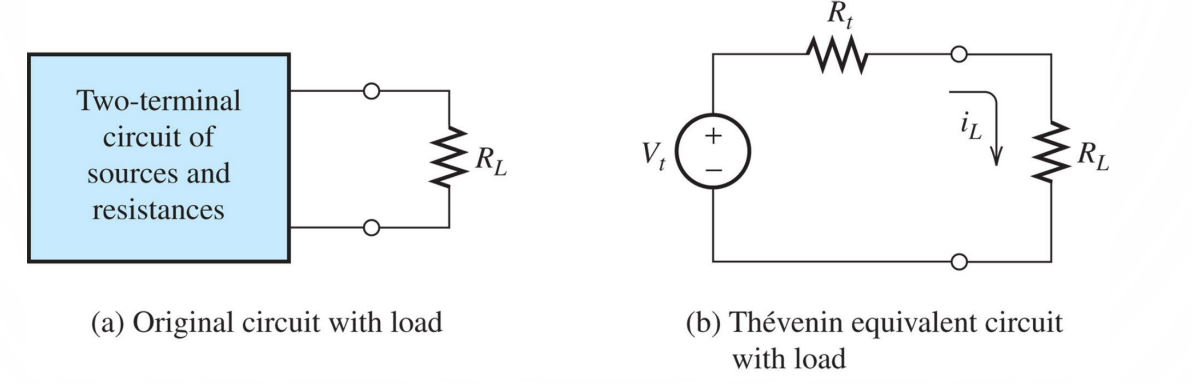 Two-terminal
circuit of
sources and
resistances
R_L
(a) Original circuit with load
R_t
V_t
+
−
i_L
R_L
(b) Thévenin equivalent circuit
with load